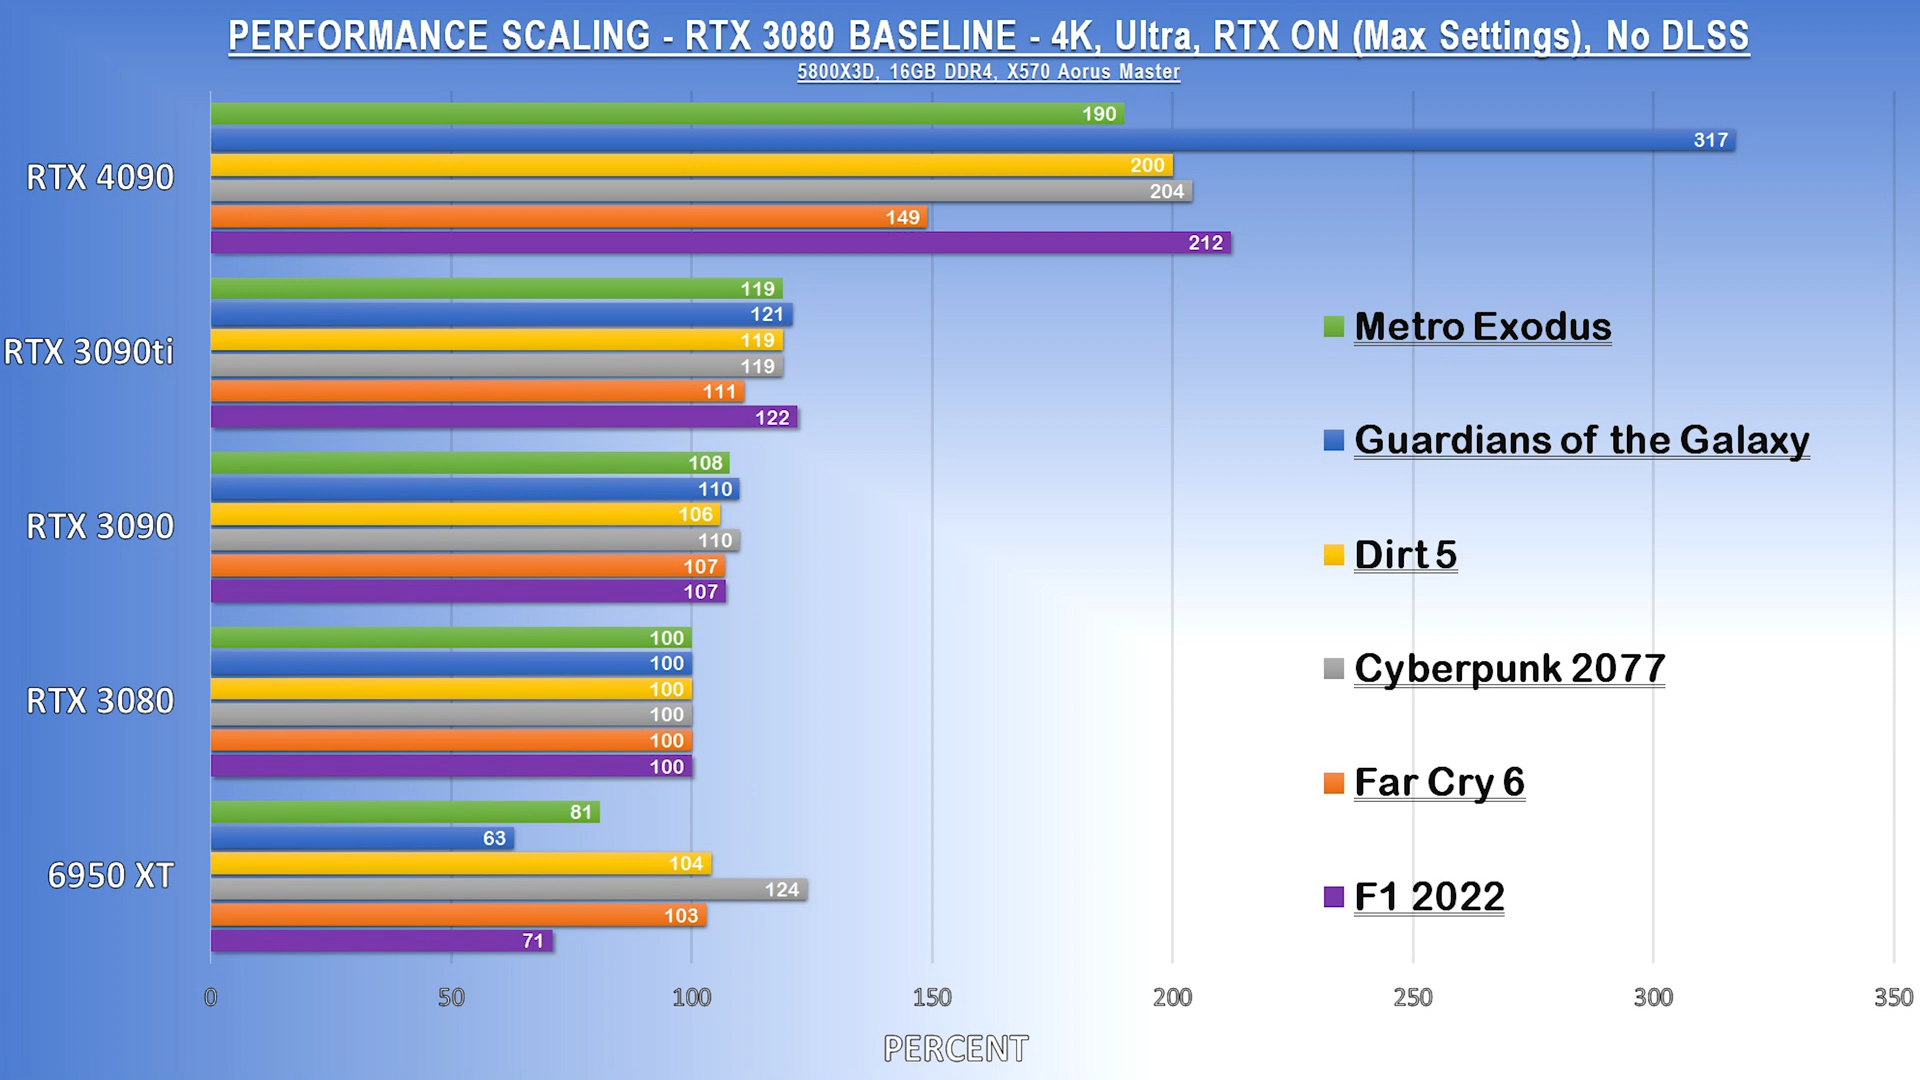 PERFORMANCE SCALING - RTX 3080 BASELINE - 4K, Ultra, RTX ON (Max Settings), No DLSS
5800X3D, 16GB DDR4, X570 Aorus Master
RTX 4090
190
317
200
204
149
212
RTX 3090ti
119
121
119
119
111
122
RTX 3090
108
110
106
110
107
107
RTX 3080
100
100
100
100
100
100
6950 XT
81
63
104
124
103
71
Metro Exodus
Guardians of the Galaxy
Dirt 5
Cyberpunk 2077
Far Cry 6
F1 2022
0 50 100 150 200 250 300 350
PERCENT